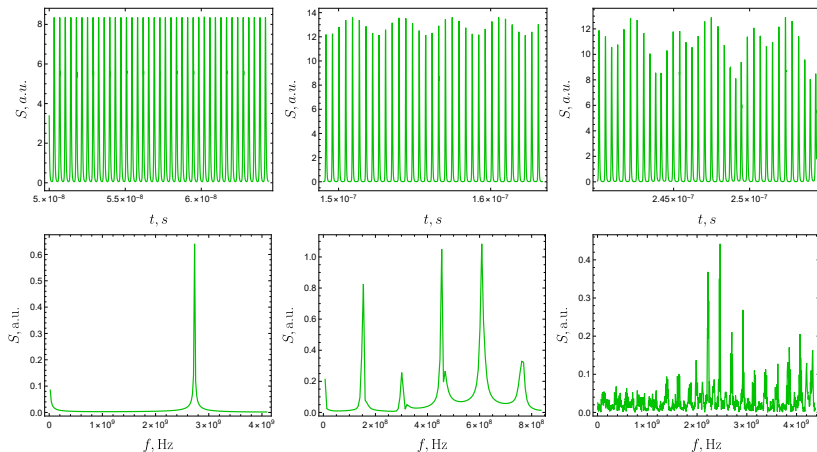 S, a.u.
8
6
4
2
0
5.×10⁻⁸ 5.5×10⁻⁸ 6.×10⁻⁸
t, s
S, a.u.
14
12
10
8
6
4
2
0
1.5×10⁻⁷ 1.6×10⁻⁷
t, s
S, a.u.
12
10
8
6
4
2
0
2.45×10⁻⁷ 2.5×10⁻⁷
t, s
S, a.u.
0.6
0.5
0.4
0.3
0.2
0.1
0.0
0 1×10⁹ 2×10⁹ 3×10⁹ 4×10⁹
f, Hz
S, a.u.
1.0
0.8
0.6
0.4
0.2
0.0
0 2×10⁸ 4×10⁸ 6×10⁸ 8×10⁸
f, Hz
S, a.u.
0.4
0.3
0.2
0.1
0.0
0 1×10⁹ 2×10⁹ 3×10⁹ 4×10⁹
f, Hz